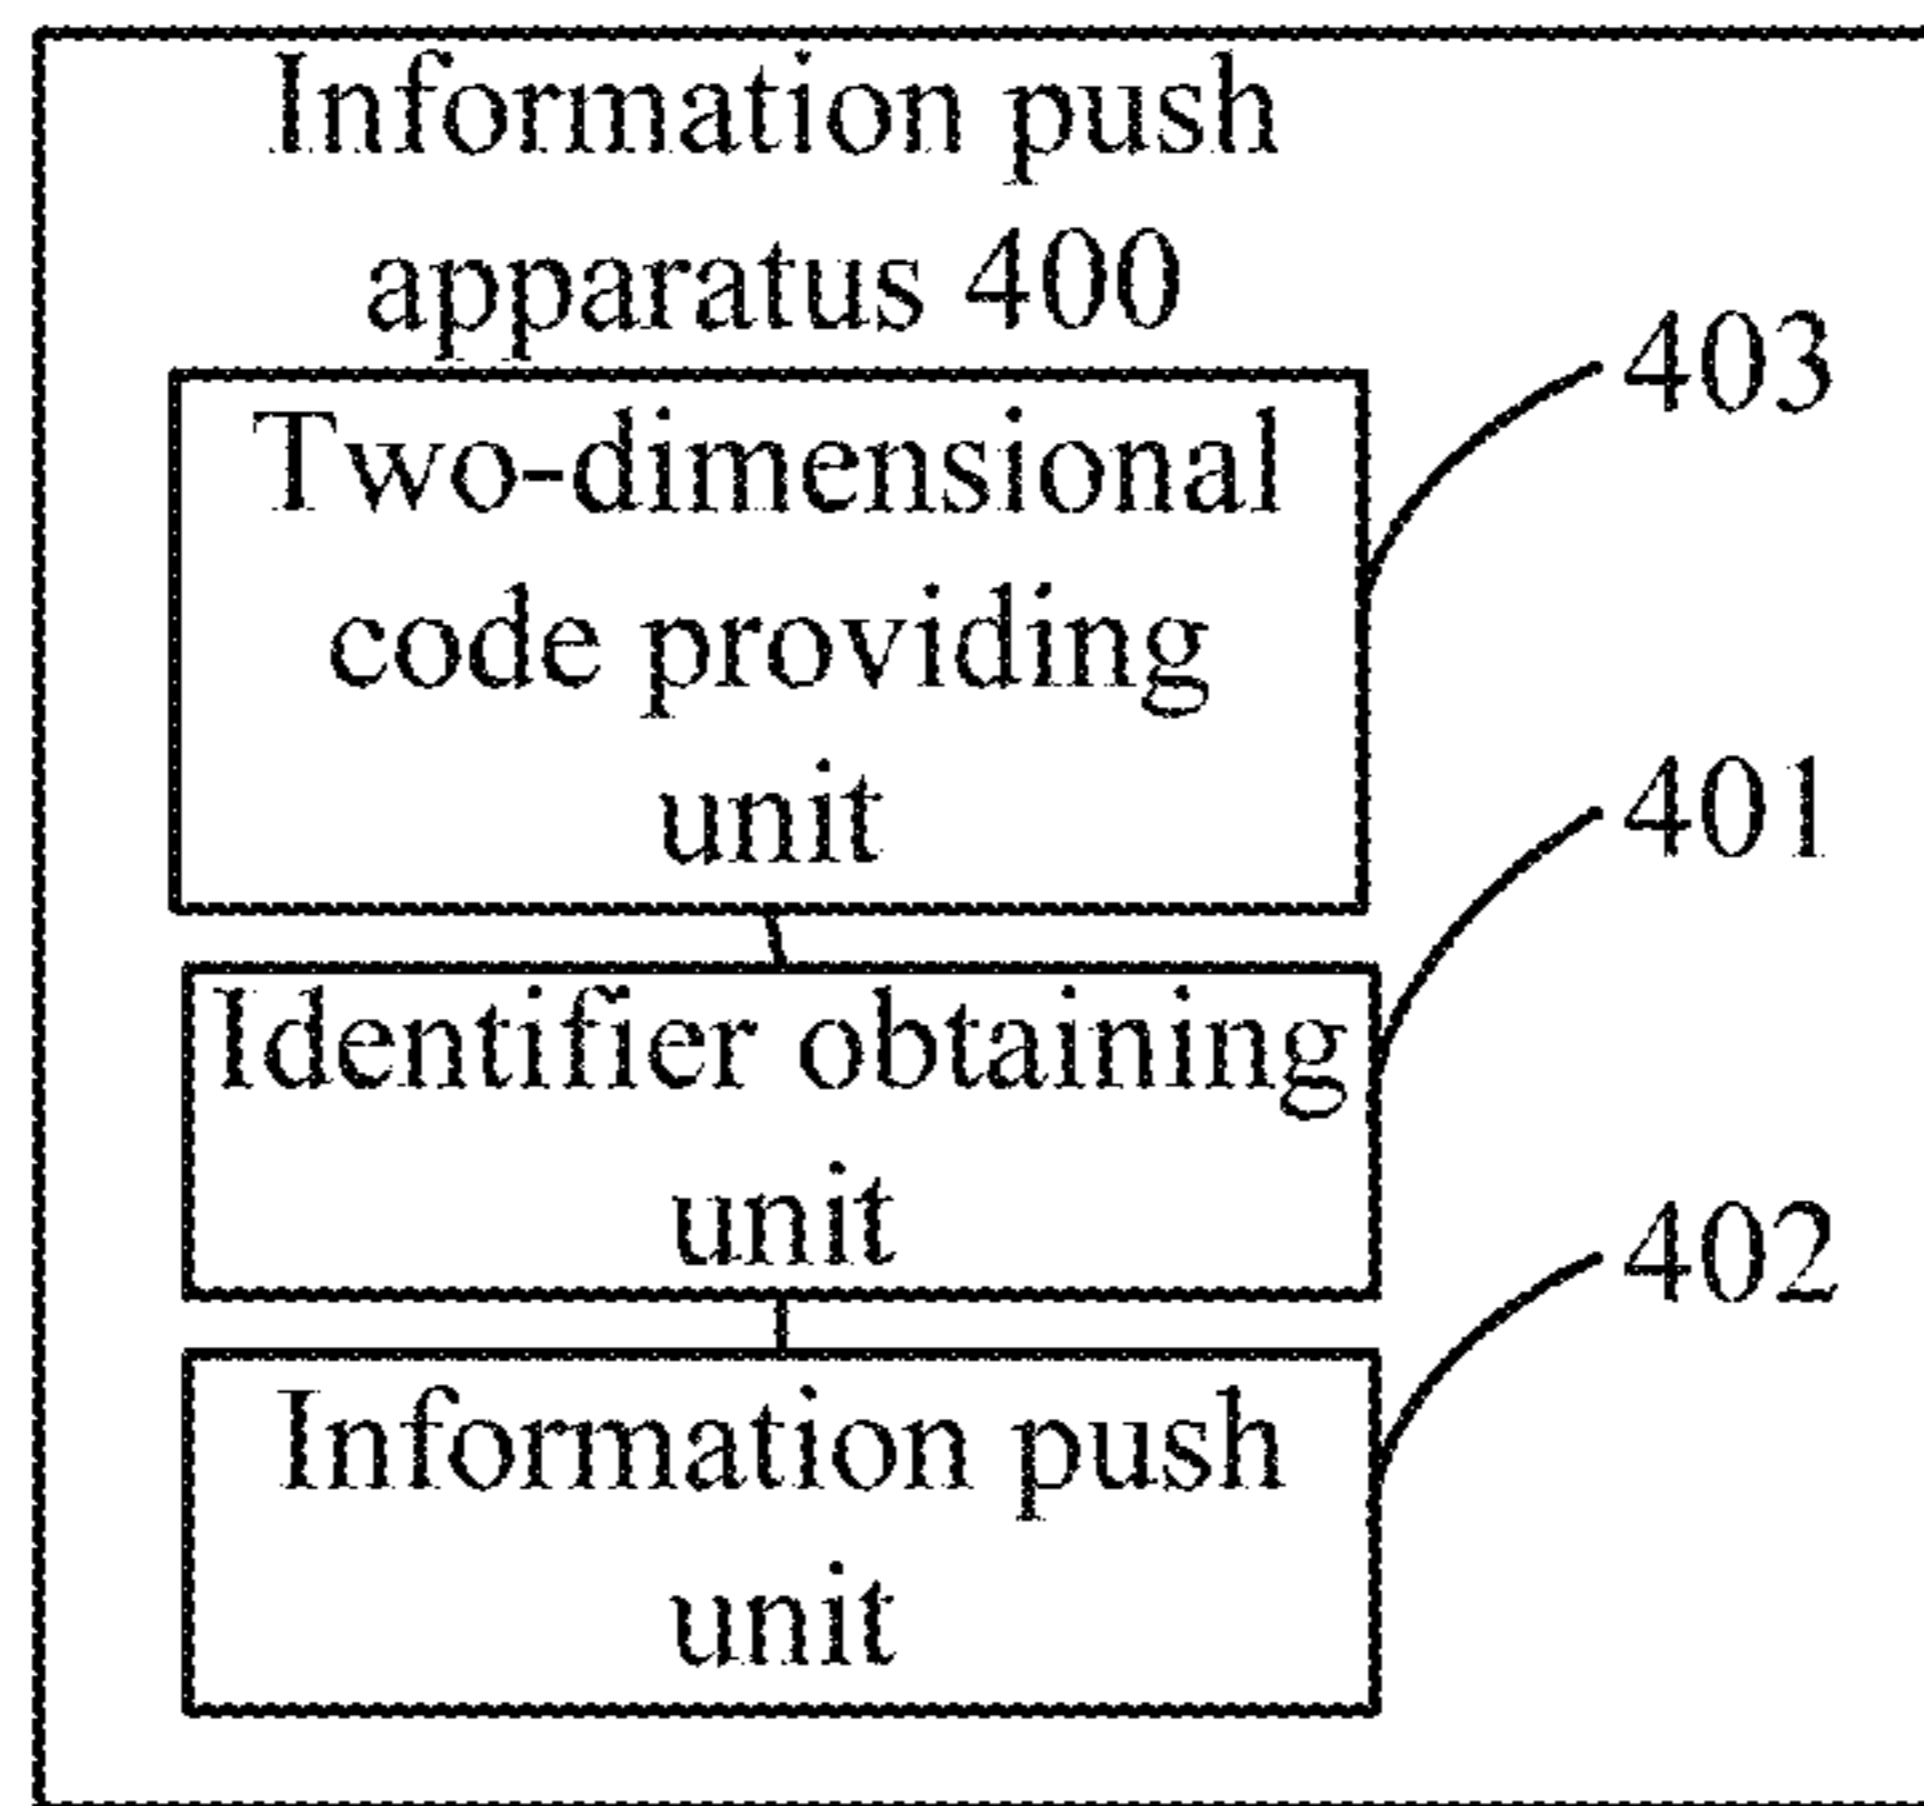 Information push
apparatus 400
403
Two-dimensional
code providing
unit
401
Identifier obtaining
unit
402
Information push
unit